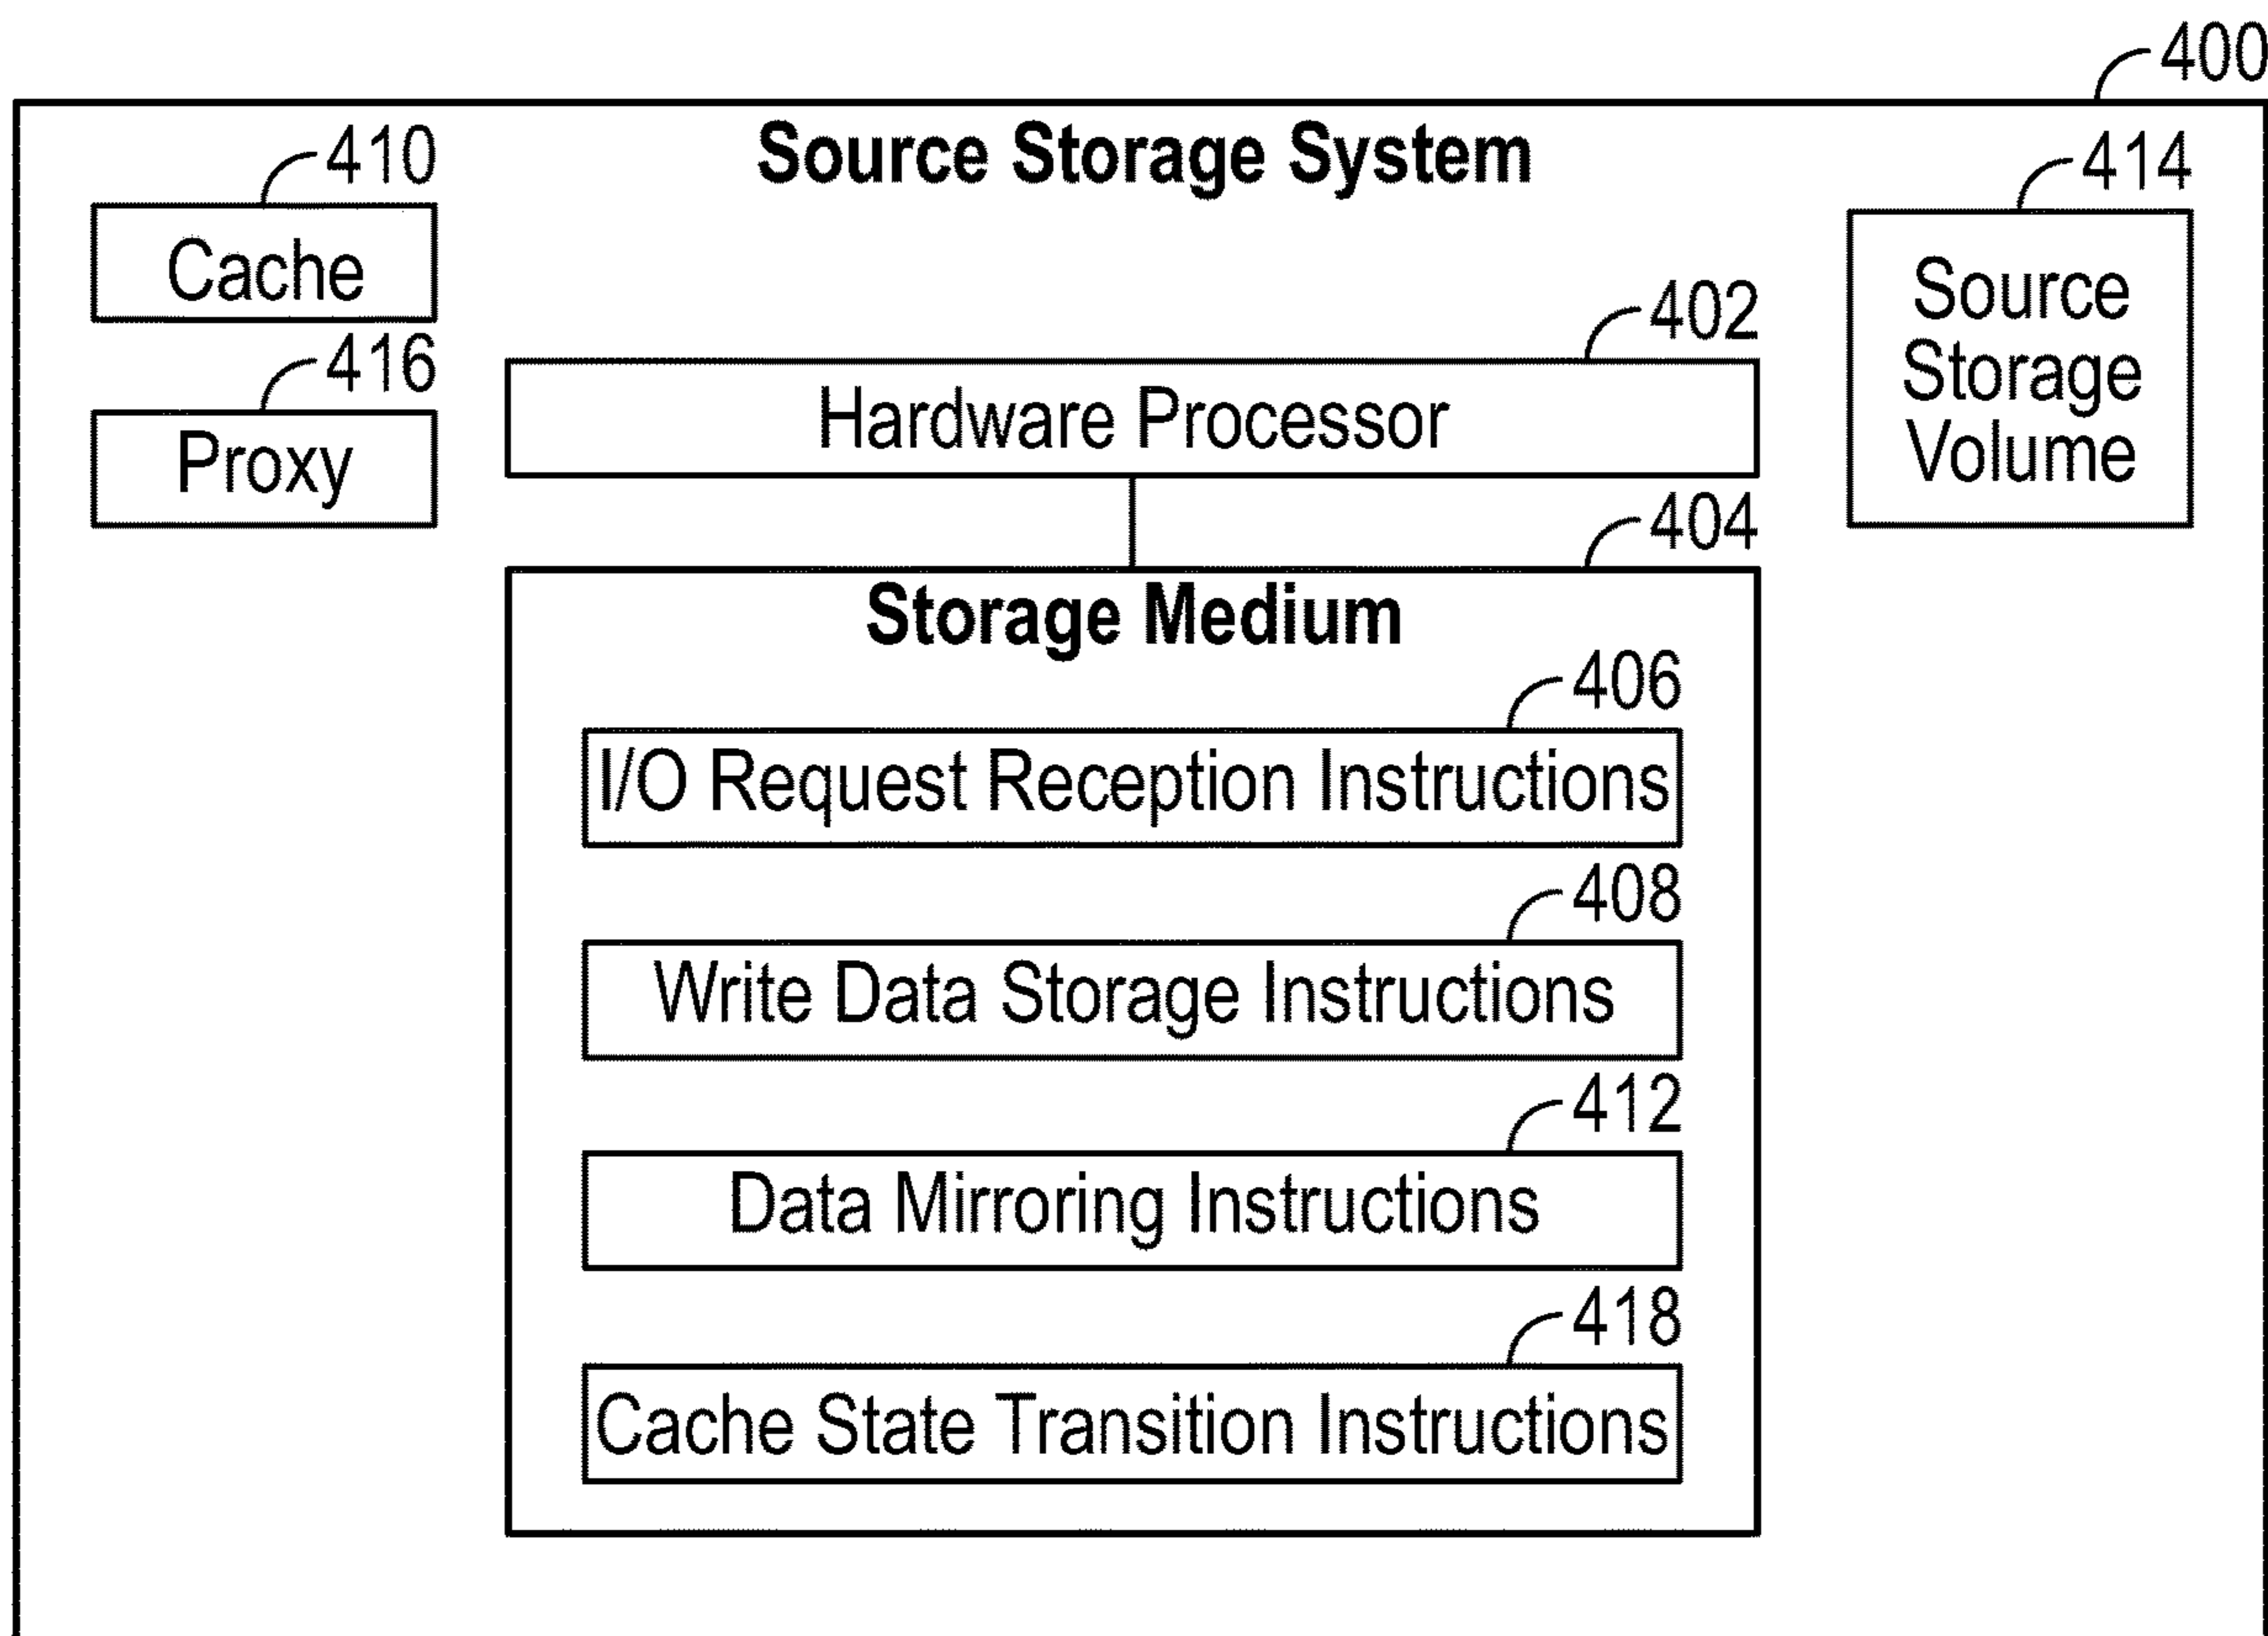 400
Source Storage System
410
Cache
414
Source
Storage
Volume
416
Proxy
402
Hardware Processor
404
Storage Medium
406
I/O Request Reception Instructions
408
Write Data Storage Instructions
412
Data Mirroring Instructions
418
Cache State Transition Instructions